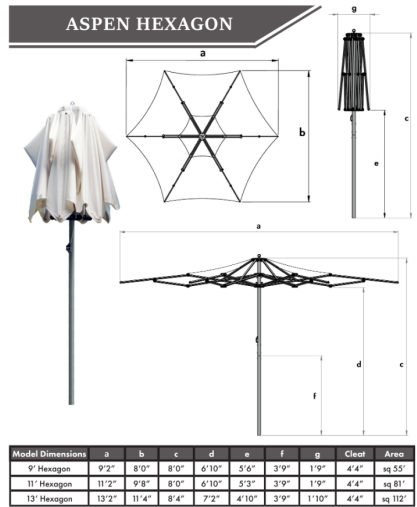 ASPEN HEXAGON
g
a
b
c
e
a
d
c
f
Model Dimensions a b c d e f g Cleat Area
9' Hexagon 9'2" 8'0" 8'0" 6'10" 5'6" 3'9" 1'9" 4'4" sq 55'
11' Hexagon 11'2" 9'8" 8'0" 6'10" 5'3" 3'9" 1'9" 4'4" sq 81'
13' Hexagon 13'2" 11'4" 8'4" 7'2" 4'10" 3'9" 1'10" 4'4" sq 112'